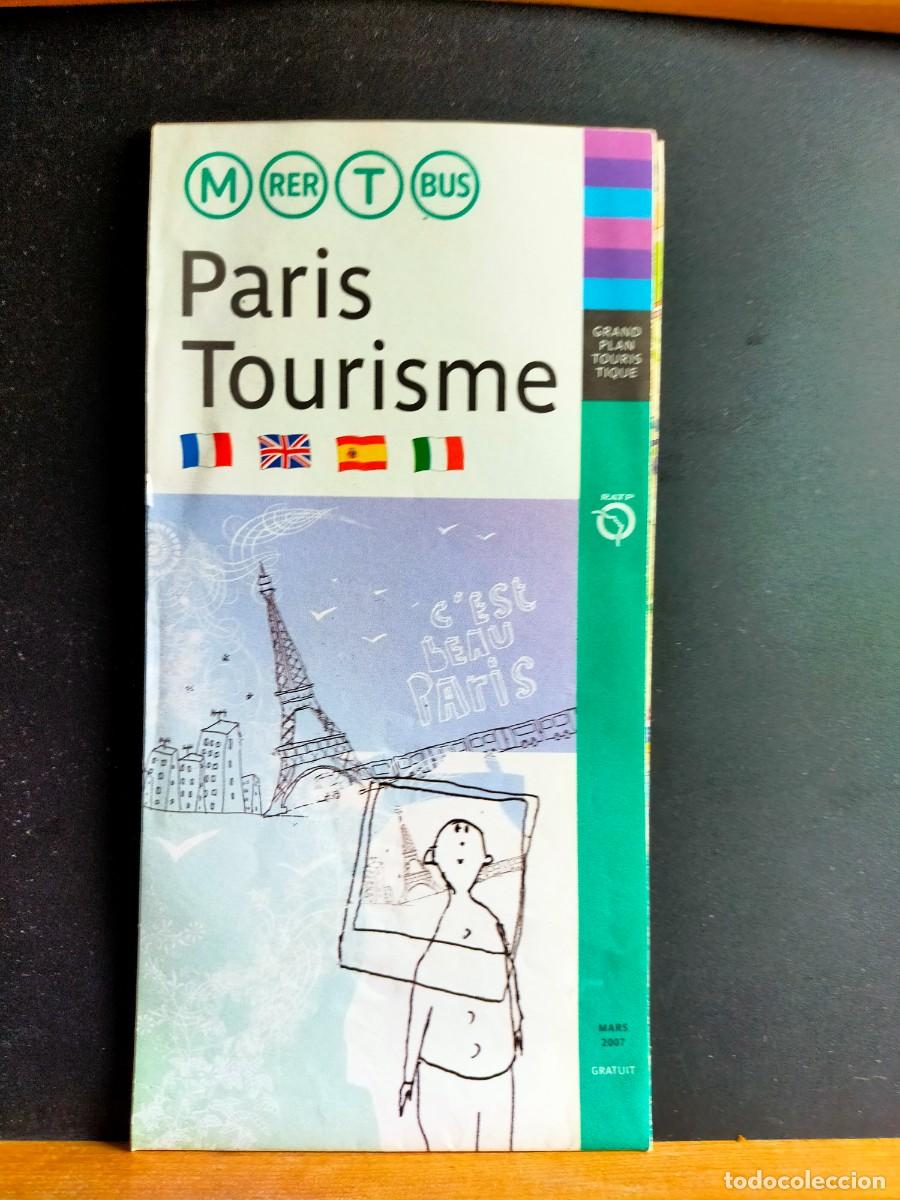 M RER T BUS
Paris
Tourisme
GRAND
PLAN
TOURIS
TIQUE
RATP
C'EST
BEAU
PARIS
MARS
2007
GRATUIT
todocoleccion